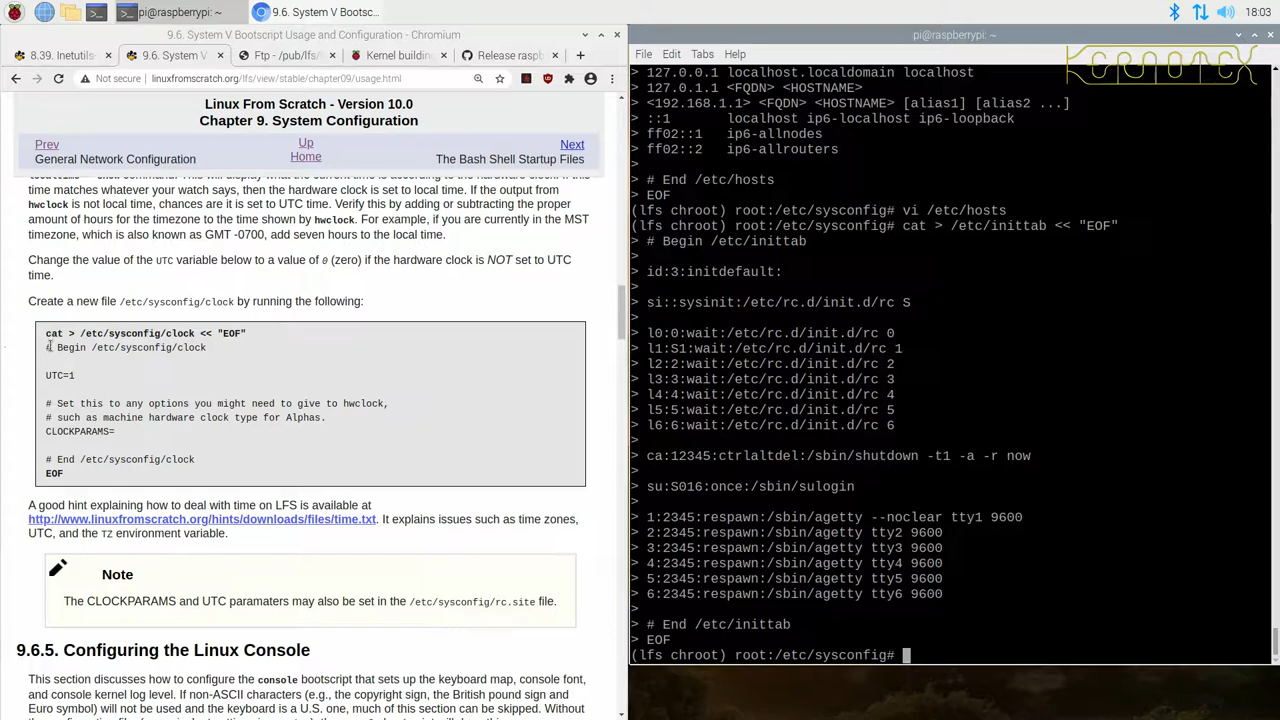 pi@raspberrypi: ~
9.6. System V Bootsc...
18:03
9.6. System V Bootscript Usage and Configuration - Chromium
8.39. Inetutils-
9.6. System V
Ftp - /pub/lfs/
Kernel building
Release raspb
Not secure | linuxfromscratch.org/lfs/view/stable/chapter09/usage.html
Linux From Scratch - Version 10.0
Chapter 9. System Configuration
Prev
Up
Next
General Network Configuration
Home
The Bash Shell Startup Files
time matches whatever your watch says, then the hardware clock is set to local time. If the output from
hwclock is not local time, chances are it is set to UTC time. Verify this by adding or subtracting the proper
amount of hours for the timezone to the time shown by hwclock. For example, if you are currently in the MST
timezone, which is also known as GMT -0700, add seven hours to the local time.
Change the value of the UTC variable below to a value of 0 (zero) if the hardware clock is NOT set to UTC
time.
Create a new file /etc/sysconfig/clock by running the following:
cat > /etc/sysconfig/clock << "EOF"
# Begin /etc/sysconfig/clock
UTC=1
# Set this to any options you might need to give to hwclock,
# such as machine hardware clock type for Alphas.
CLOCKPARAMS=
# End /etc/sysconfig/clock
EOF
A good hint explaining how to deal with time on LFS is available at
http://www.linuxfromscratch.org/hints/downloads/files/time.txt. It explains issues such as time zones,
UTC, and the TZ environment variable.
Note
The CLOCKPARAMS and UTC paramaters may also be set in the /etc/sysconfig/rc.site file.
9.6.5. Configuring the Linux Console
This section discusses how to configure the console bootscript that sets up the keyboard map, console font,
and console kernel log level. If non-ASCII characters (e.g., the copyright sign, the British pound sign and
Euro symbol) will not be used and the keyboard is a U.S. one, much of this section can be skipped. Without
pi@raspberrypi: ~
File Edit Tabs Help
KERNOTEX
> 127.0.0.1 localhost.localdomain localhost
> 127.0.1.1 <FQDN> <HOSTNAME>
> <192.168.1.1> <FQDN> <HOSTNAME> [alias1] [alias2 ...]
> ::1       localhost ip6-localhost ip6-loopback
> ff02::1   ip6-allnodes
> ff02::2   ip6-allrouters
>
> # End /etc/hosts
> EOF
(lfs chroot) root:/etc/sysconfig# vi /etc/hosts
(lfs chroot) root:/etc/sysconfig# cat > /etc/inittab << "EOF"
> # Begin /etc/inittab
>
> id:3:initdefault:
>
> si::sysinit:/etc/rc.d/init.d/rc S
>
> l0:0:wait:/etc/rc.d/init.d/rc 0
> l1:S1:wait:/etc/rc.d/init.d/rc 1
> l2:2:wait:/etc/rc.d/init.d/rc 2
> l3:3:wait:/etc/rc.d/init.d/rc 3
> l4:4:wait:/etc/rc.d/init.d/rc 4
> l5:5:wait:/etc/rc.d/init.d/rc 5
> l6:6:wait:/etc/rc.d/init.d/rc 6
>
> ca:12345:ctrlaltdel:/sbin/shutdown -t1 -a -r now
>
> su:S016:once:/sbin/sulogin
>
> 1:2345:respawn:/sbin/agetty --noclear tty1 9600
> 2:2345:respawn:/sbin/agetty tty2 9600
> 3:2345:respawn:/sbin/agetty tty3 9600
> 4:2345:respawn:/sbin/agetty tty4 9600
> 5:2345:respawn:/sbin/agetty tty5 9600
> 6:2345:respawn:/sbin/agetty tty6 9600
>
> # End /etc/inittab
> EOF
(lfs chroot) root:/etc/sysconfig#